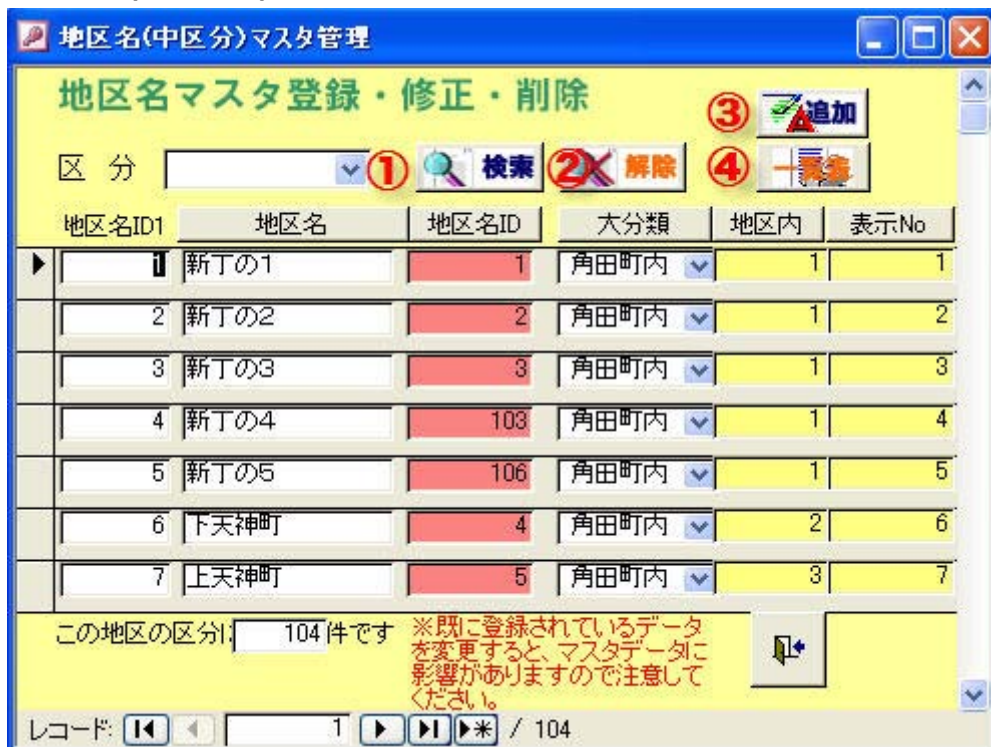 地区名(中区分)マスタ管理
地区名マスタ登録・修正・削除
③ 追加
区 分 ① 検索 ② 解除 ④ 一覧表
地区名ID1 地区名 地区名ID 大分類 地区内 表示No
1 新丁の1 1 角田町内 1 1
2 新丁の2 2 角田町内 1 2
3 新丁の3 3 角田町内 1 3
4 新丁の4 103 角田町内 1 4
5 新丁の5 106 角田町内 1 5
6 下天神町 4 角田町内 2 6
7 上天神町 5 角田町内 3 7
この地区の区分は 104 件です
※既に登録されているデータ
を変更すると、マスタデータに
影響がありますので注意して
ください。
レコード: 1 / 104